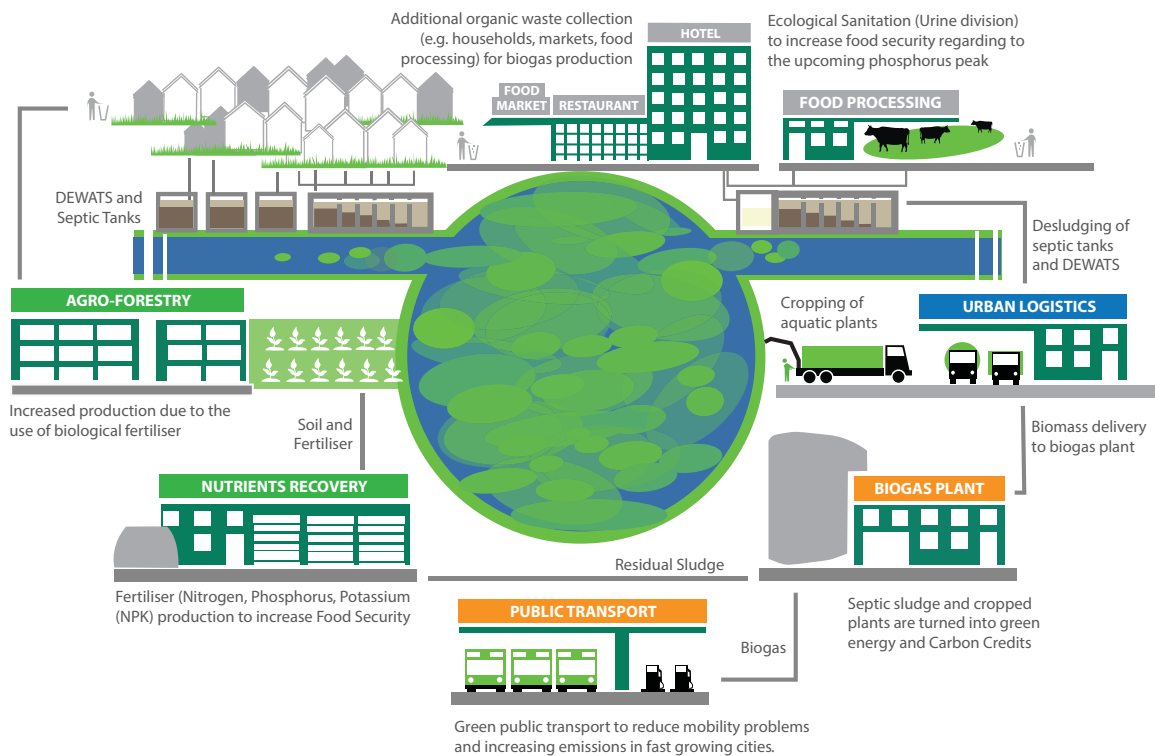 Additional organic waste collection
(e.g. households, markets, food
processing) for biogas production
HOTEL
Ecological Sanitation (Urine division)
to increase food security regarding to
the upcoming phosphorus peak
FOOD
MARKET
RESTAURANT
FOOD PROCESSING
DEWATS and
Septic Tanks
Desludging of
septic tanks
and DEWATS
AGRO-FORESTRY
Cropping of
aquatic plants
URBAN LOGISTICS
Increased production due to the
use of biological fertiliser
Soil and
Fertiliser
Biomass delivery
to biogas plant
NUTRIENTS RECOVERY
BIOGAS PLANT
Residual Sludge
Fertiliser (Nitrogen, Phosphorus, Potassium
(NPK) production to increase Food Security
PUBLIC TRANSPORT
Septic sludge and cropped
plants are turned into green
energy and Carbon Credits
Biogas
Green public transport to reduce mobility problems
and increasing emissions in fast growing cities.